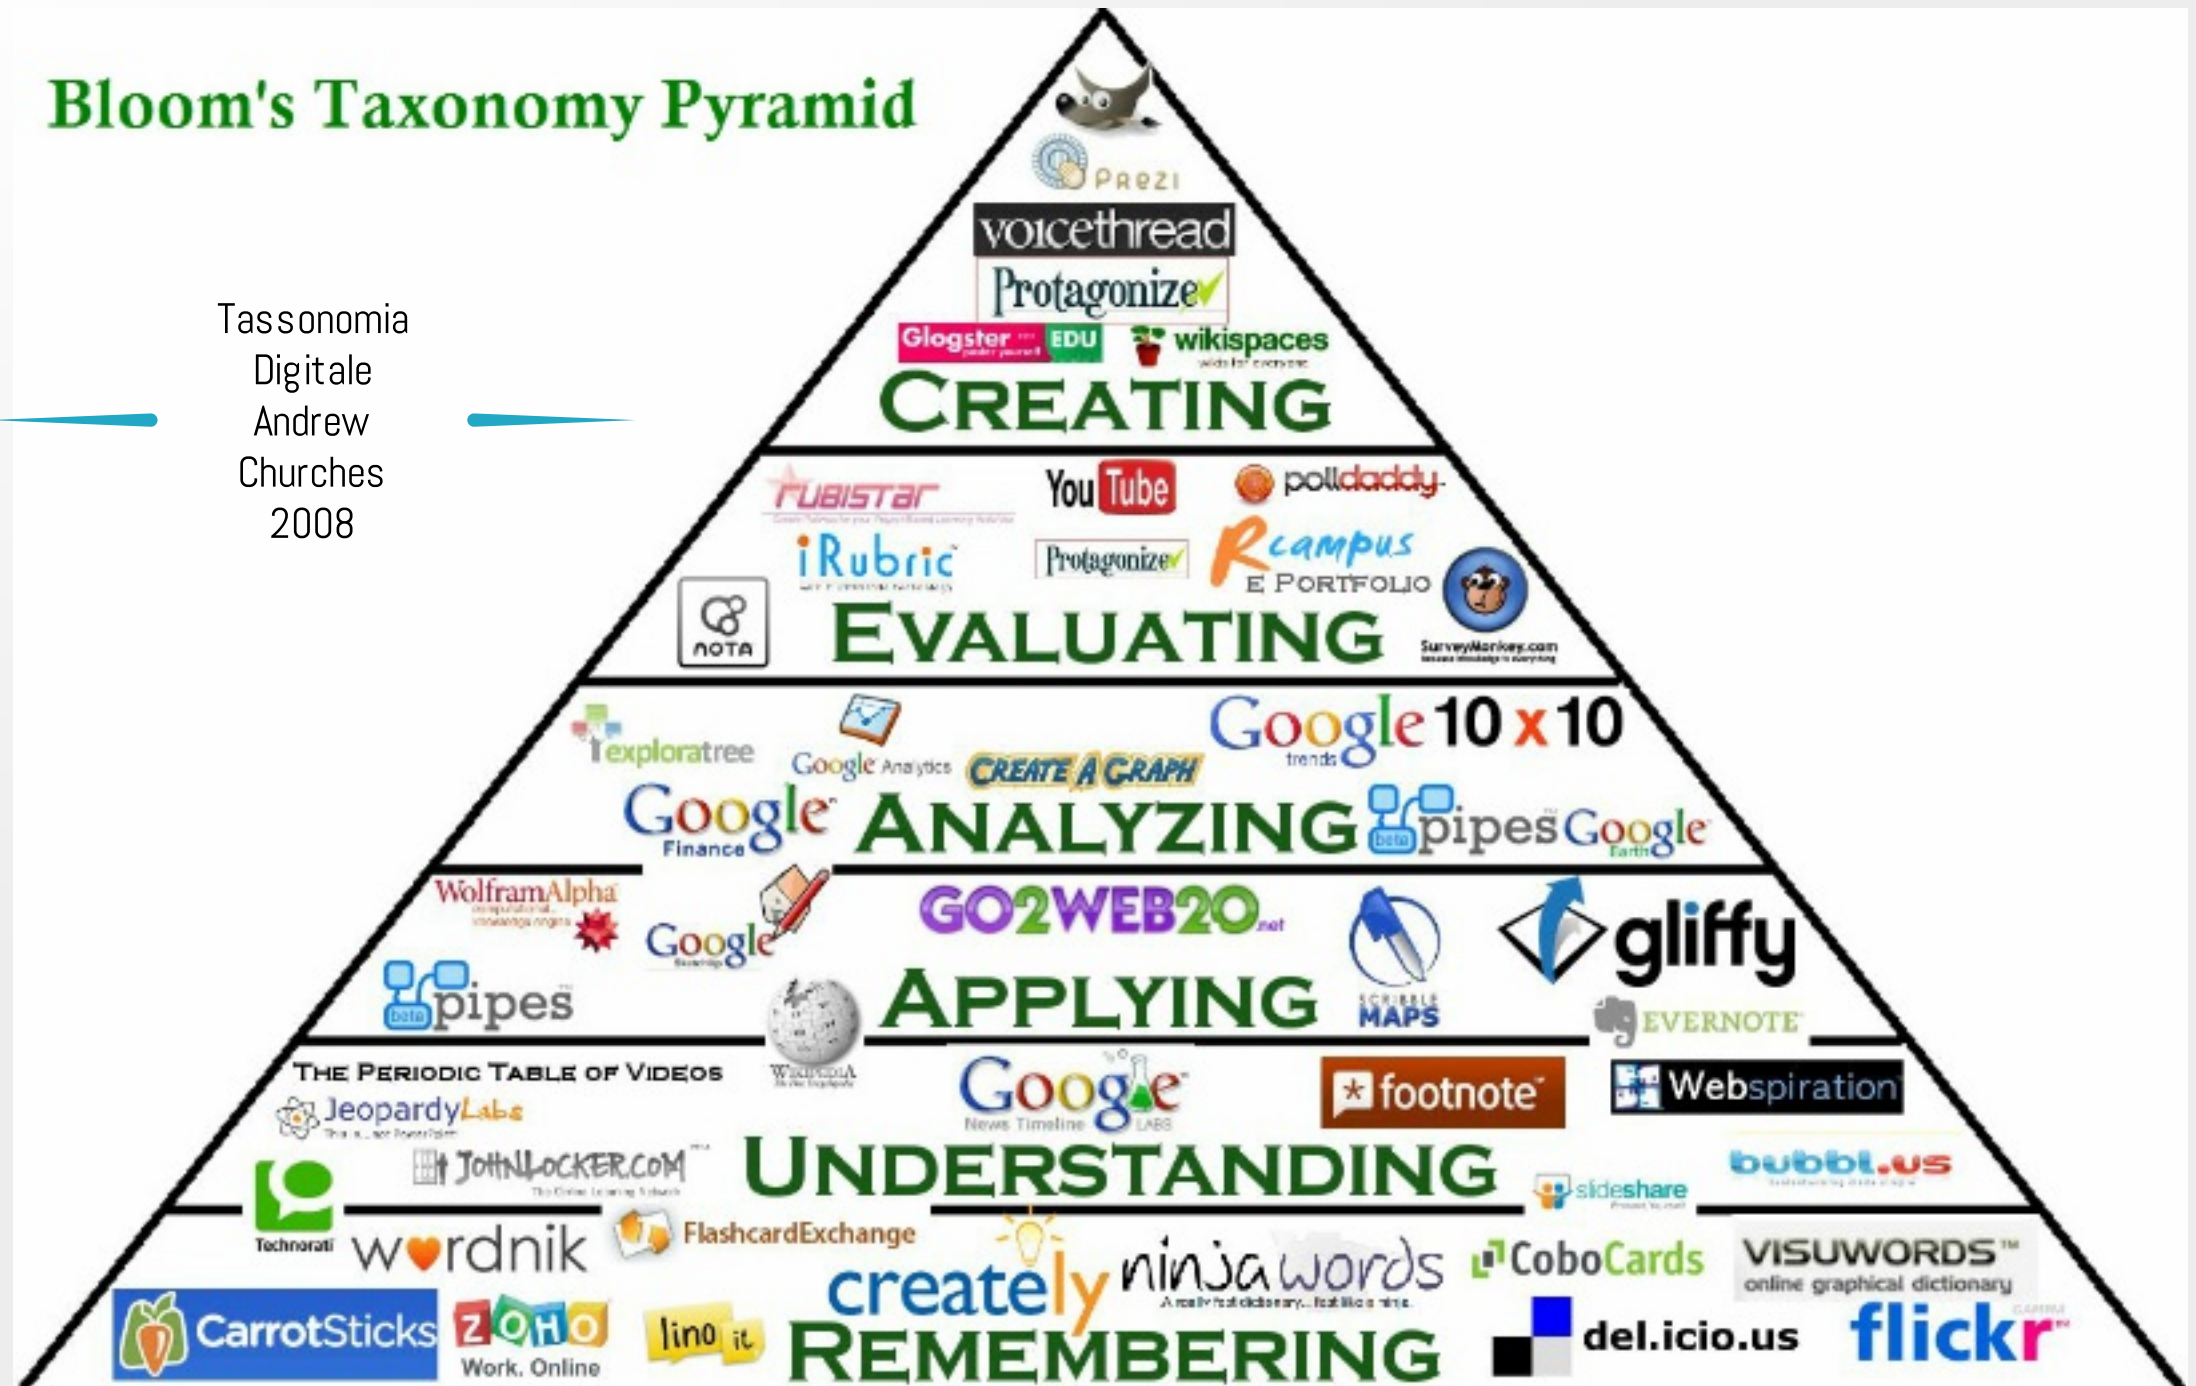 Bloom's Taxonomy Pyramid
Tassonomia
Digitale
Andrew
Churches
2008
PREZI
voicethread
Protagonize
Glogster EDU
wikispaces
CREATING
RUBISTAR
YouTube
polldaddy
iRubric
Protagonize
Rcampus
E PORTFOLIO
NOTA
EVALUATING
SurveyMonkey.com
exploratree
Google Analytics
CREATE A GRAPH
Google
trends
10 x 10
Google
Finance
ANALYZING
beta
pipes
Google
Earth
WolframAlpha
Google
GO2WEB20.net
SCRIBBLE
MAPS
gliffy
beta
pipes
APPLYING
EVERNOTE
THE PERIODIC TABLE OF VIDEOS
WIKIPEDIA
Google
News Timeline LABS
footnote
Webspiration
JeopardyLabs
JOHNLOCKER.COM
UNDERSTANDING
slideshare
bubbl.us
Technorati
wordnik
FlashcardExchange
creately
ninjawords
CoboCards
VISUWORDS™
online graphical dictionary
CarrotSticks
ZOHO
Work. Online
lino it
REMEMBERING
del.icio.us
flickr
GAMMA